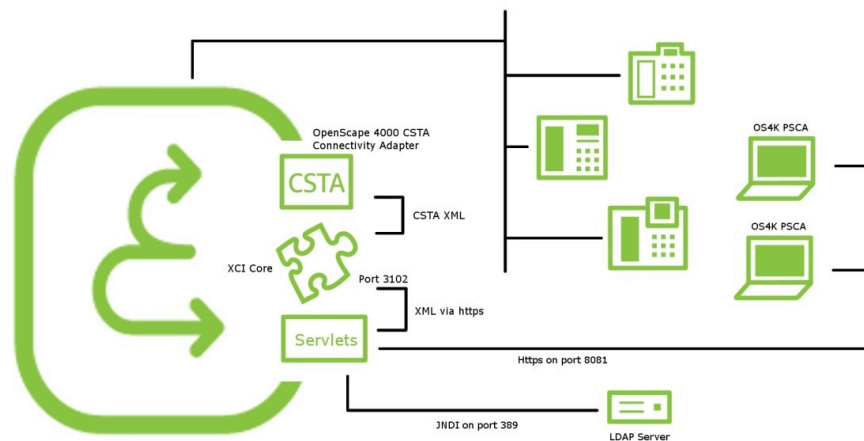 OpenScape 4000 CSTA
Connectivity Adapter
CSTA
CSTA XML
XCI Core
Port 3102
XML via https
Servlets
Https on port 8081
JNDI on port 389
LDAP Server
OS4K PSCA
OS4K PSCA